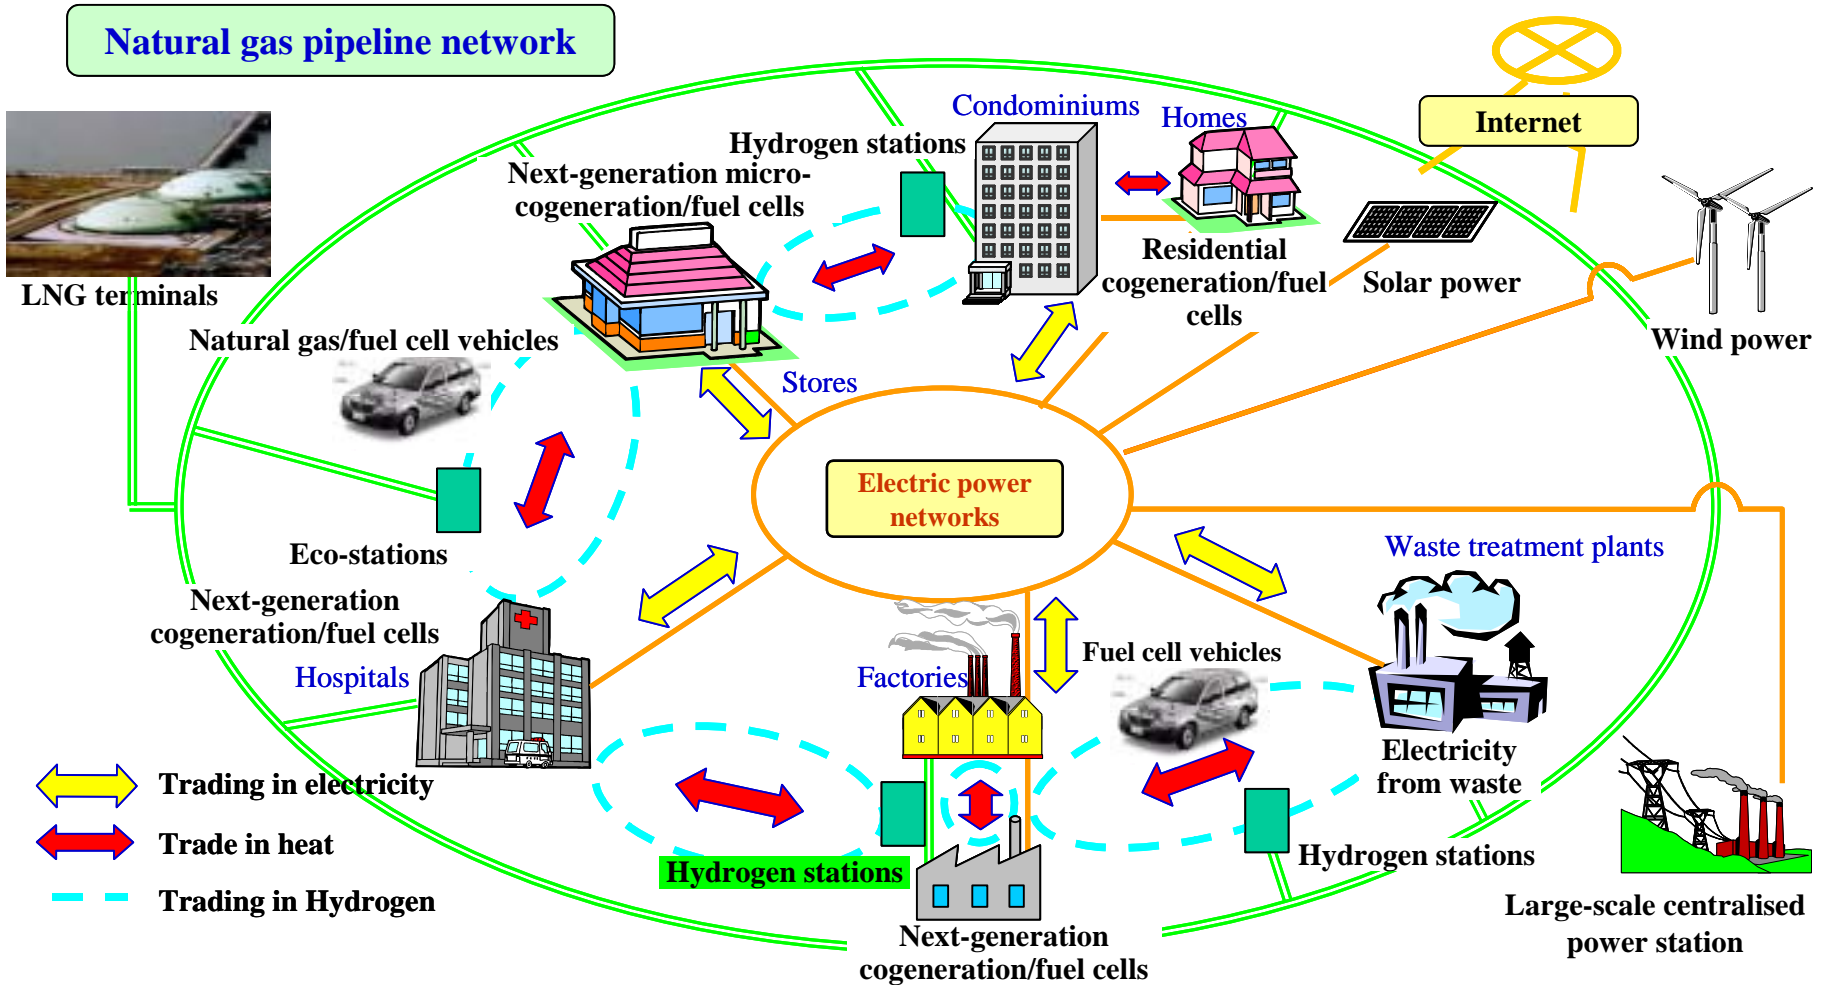 Natural gas pipeline network
Internet
Condominiums
Homes
Hydrogen stations
Next-generation micro-
cogeneration/fuel cells
Residential
cogeneration/fuel
cells
Solar power
Wind power
LNG terminals
Natural gas/fuel cell vehicles
Stores
Electric power
networks
Eco-stations
Next-generation
cogeneration/fuel cells
Hospitals
Waste treatment plants
Factories
Fuel cell vehicles
Electricity
from waste
Trading in electricity
Trade in heat
Trading in Hydrogen
Hydrogen stations
Hydrogen stations
Next-generation
cogeneration/fuel cells
Large-scale centralised
power station